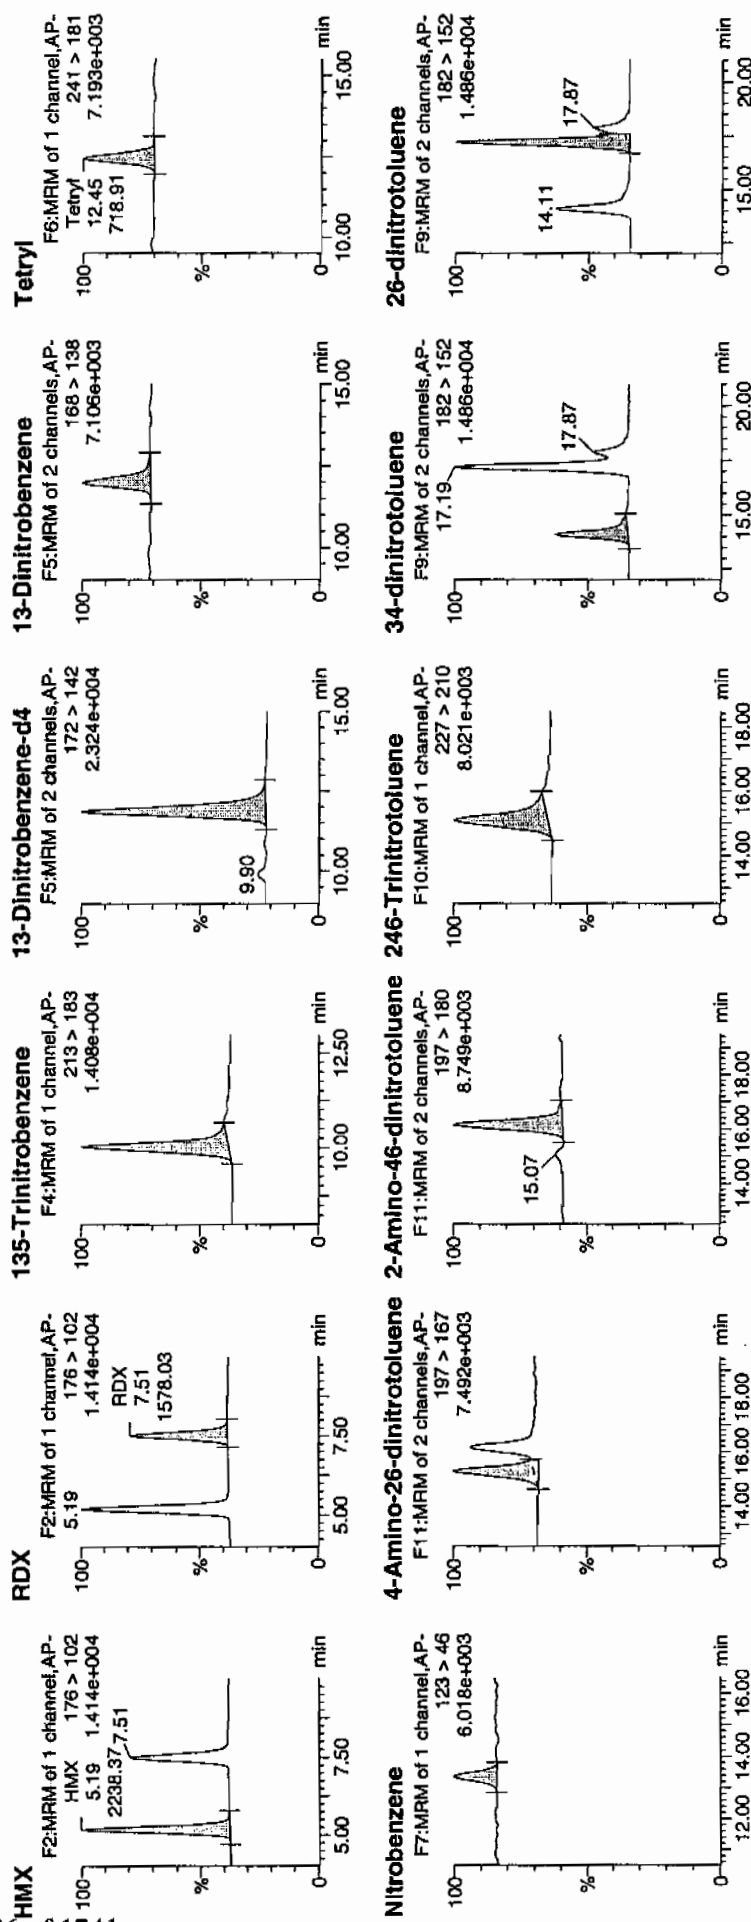 HMX
F2:MRM of 1 channel,AP-
176 > 102
1.414e+004
HMX
5.19
2238.37
7.51
100
%
0
5.00
7.50
min
RDX
F2:MRM of 1 channel,AP-
176 > 102
1.414e+004
5.19
RDX
7.51
1578.03
100
%
0
5.00
7.50
min
135-Trinitrobenzene
F4:MRM of 1 channel,AP-
213 > 183
1.408e+004
100
%
0
10.00
12.50
min
13-Dinitrobenzene-d4
F5:MRM of 2 channels,AP-
172 > 142
2.324e+004
9.90
100
%
0
10.00
15.00
min
13-Dinitrobenzene
F5:MRM of 2 channels,AP-
168 > 138
7.106e+003
100
%
0
10.00
15.00
min
Tetryl
F6:MRM of 1 channel,AP-
241 > 181
7.193e+003
Tetryl
12.45
718.91
100
%
0
10.00
15.00
min
Nitrobenzene
F7:MRM of 1 channel,AP-
123 > 46
6.018e+003
100
%
0
12.00
14.00
16.00
min
4-Amino-26-dinitrotoluene
F11:MRM of 2 channels,AP-
197 > 167
7.492e+003
100
%
0
14.00
16.00
18.00
min
2-Amino-46-dinitrotoluene
F11:MRM of 2 channels,AP-
197 > 180
8.749e+003
15.07
100
%
0
14.00
16.00
18.00
min
246-Trinitrotoluene
F10:MRM of 1 channel,AP-
227 > 210
8.021e+003
100
%
0
14.00
16.00
18.00
min
34-dinitrotoluene
F9:MRM of 2 channels,AP-
182 > 152
1.486e+004
17.19
17.87
100
%
0
15.00
20.00
min
26-dinitrotoluene
F9:MRM of 2 channels,AP-
182 > 152
1.486e+004
14.11
17.87
100
%
0
15.00
20.00
min